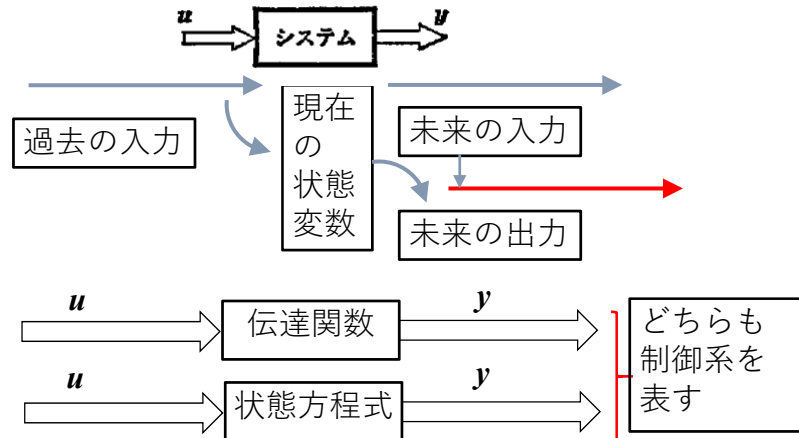 u
y
システム
過去の入力
現在
の
状態
変数
未来の入力
未来の出力
u
伝達関数
y
u
状態方程式
y
どちらも
制御系を
表す